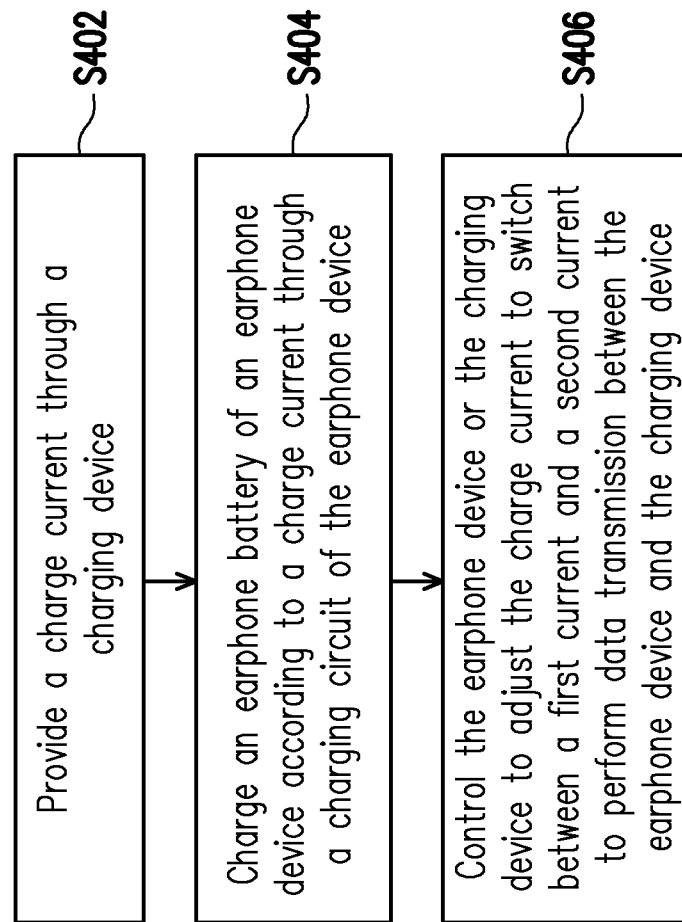 Provide a charge current through a
charging device
S402
Charge an earphone battery of an earphone
device according to a charge current through
a charging circuit of the earphone device
S404
Control the earphone device or the charging
device to adjust the charge current to switch
between a first current and a second current
to perform data transmission between the
earphone device and the charging device
S406